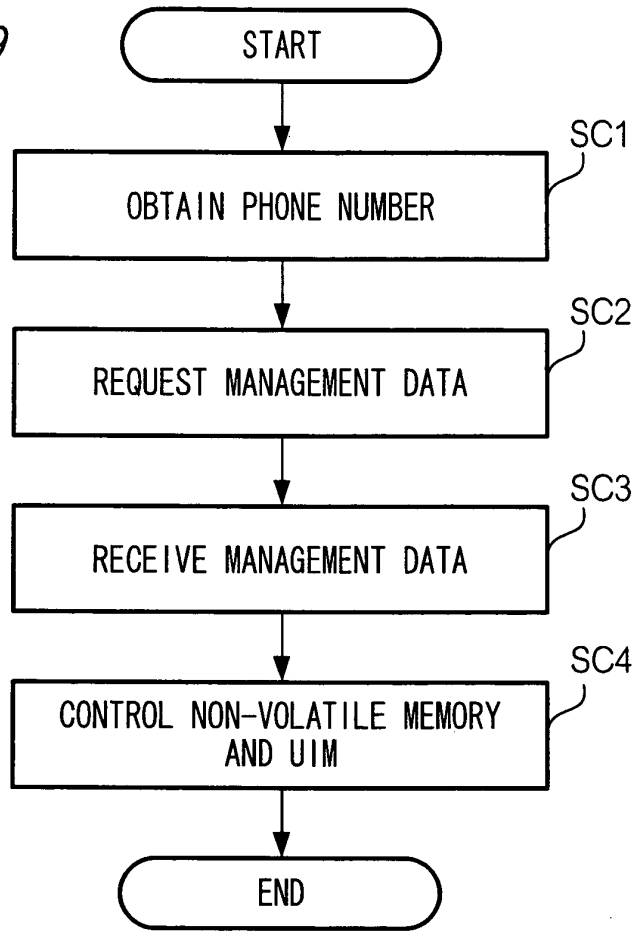 9
START
SC1
OBTAIN PHONE NUMBER
SC2
REQUEST MANAGEMENT DATA
SC3
RECEIVE MANAGEMENT DATA
SC4
CONTROL NON-VOLATILE MEMORY
AND UIM
END